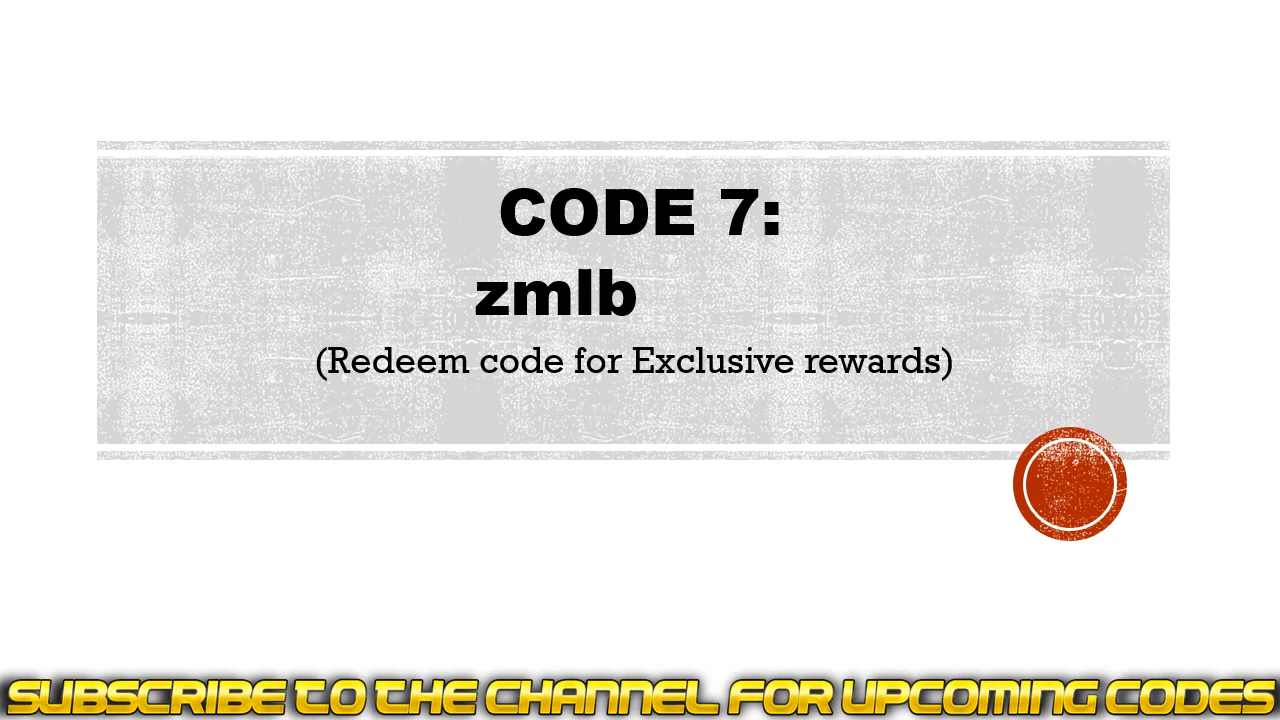 CODE 7:
zmlb
(Redeem code for Exclusive rewards)
SUBSCRIBE TO THE CHANNEL FOR UPCOMING CODES